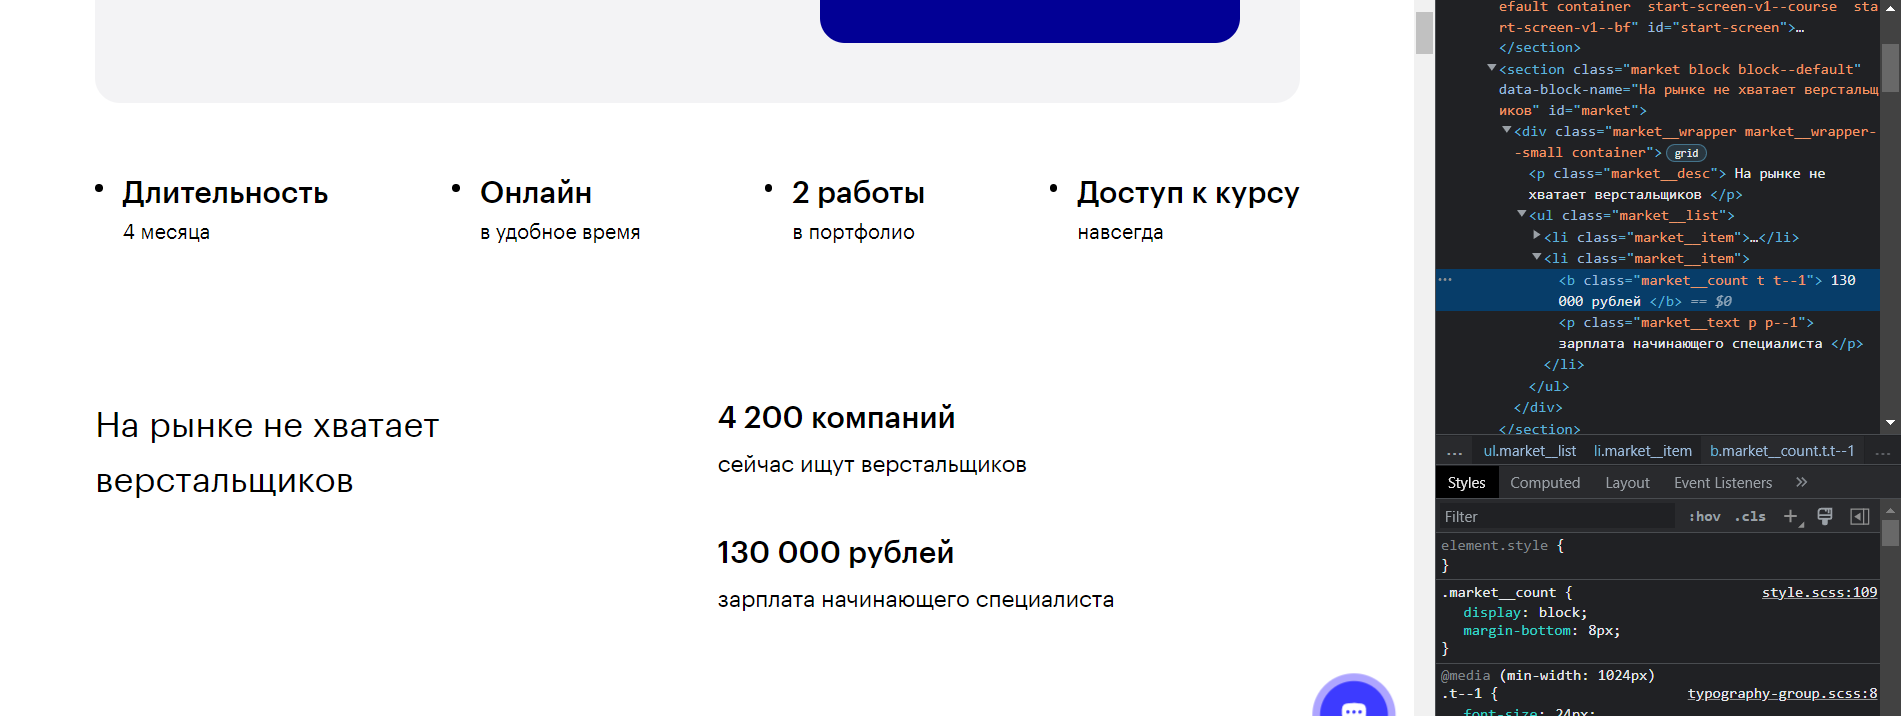 Длительность
4 месяца
Онлайн
в удобное время
2 работы
в портфолио
Доступ к курсу
навсегда
На рынке не хватает
верстальщиков
4 200 компаний
сейчас ищут верстальщиков
130 000 рублей
зарплата начинающего специалиста
efault container  start-screen-v1--course  sta
rt-screen-v1--bf" id="start-screen">…
</section>
<section class="market block block--default"
data-block-name="На рынке не хватает верстальщ
иков" id="market">
<div class="market__wrapper market__wrapper-
-small container"> grid
<p class="market__desc"> На рынке не
хватает верстальщиков </p>
<ul class="market__list">
<li class="market__item">…</li>
<li class="market__item">
… <b class="market__count t t--1"> 130
000 рублей </b> == $0
<p class="market__text p p--1">
зарплата начинающего специалиста </p>
</li>
</ul>
</div>
</section>
… ul.market__list li.market__item b.market__count.t.t--1 …
Styles Computed Layout Event Listeners »
Filter :hov .cls +
element.style {
}
.market__count { style.scss:109
display: block;
margin-bottom: 8px;
}
@media (min-width: 1024px)
.t--1 { typography-group.scss:8
font-size: 24px;